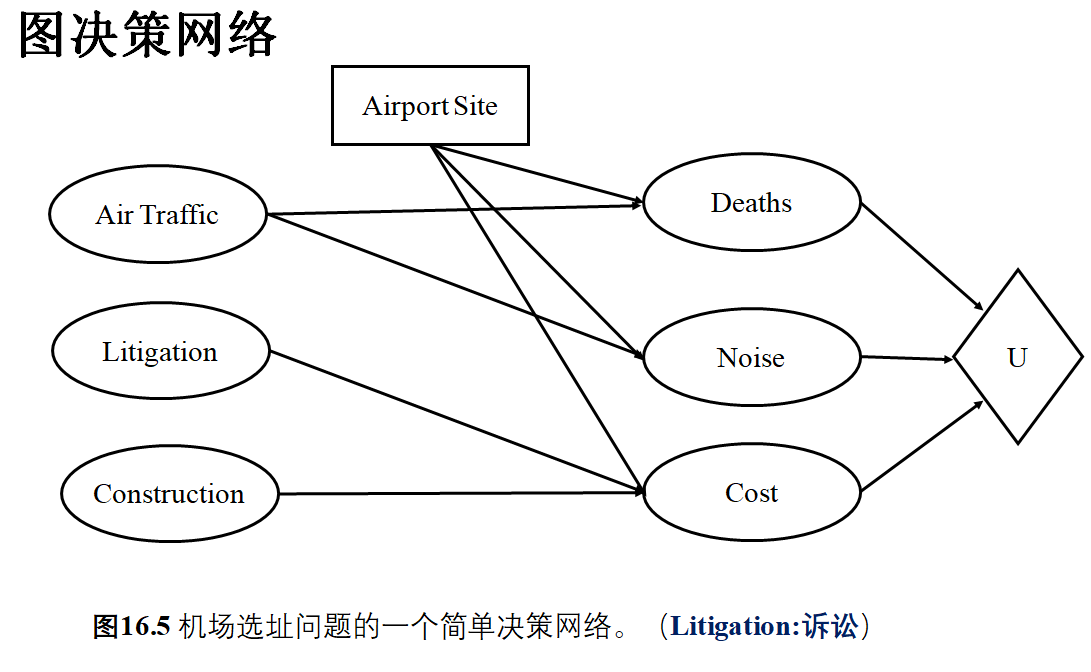 图决策网络
Airport Site
Air Traffic
Deaths
Litigation
Noise
U
Construction
Cost
图16.5 机场选址问题的一个简单决策网络。（Litigation:诉讼）